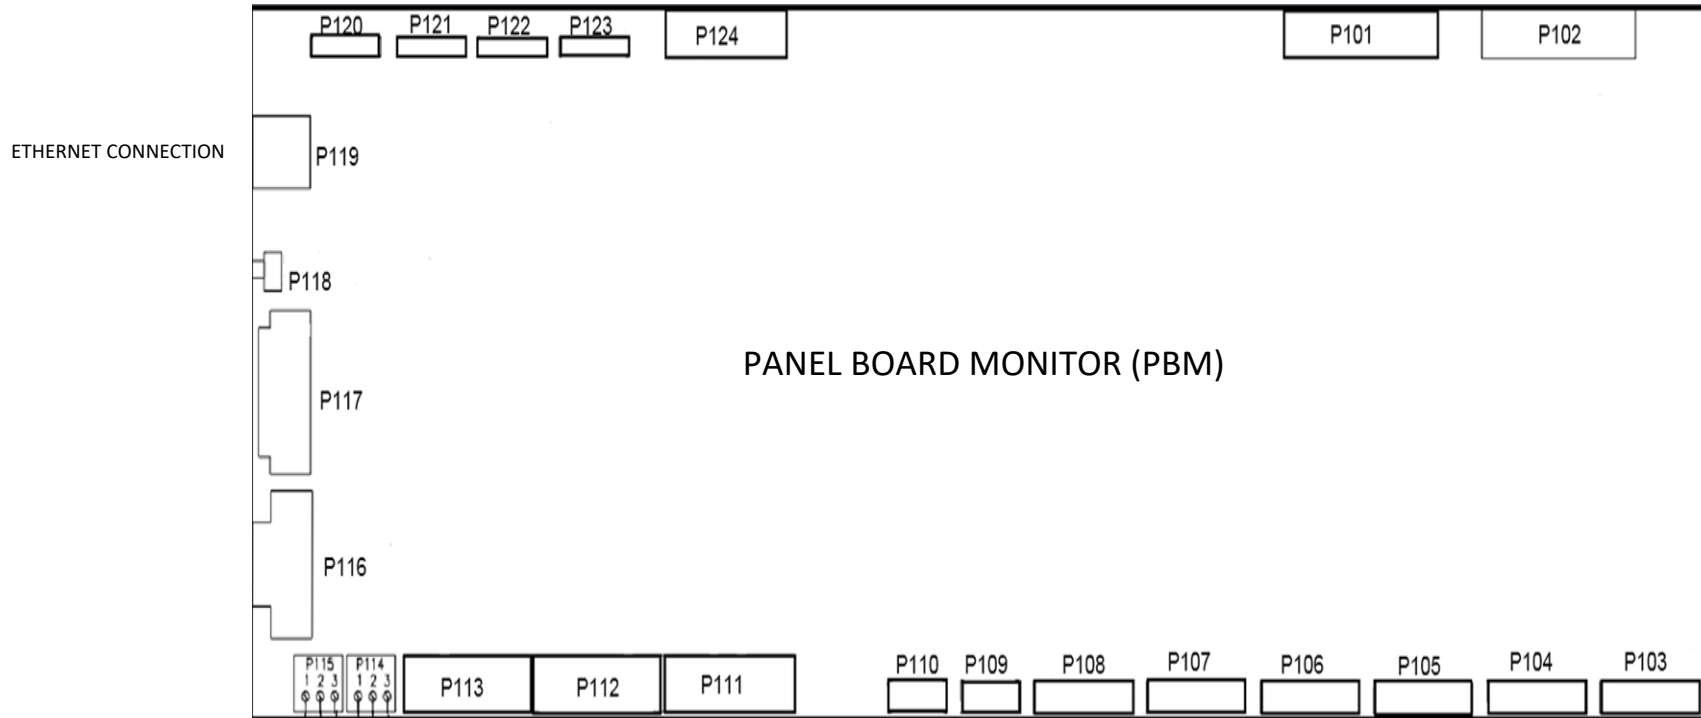 P120 P121 P122 P123 P124 P101 P102
ETHERNET CONNECTION
P119
P118
PANEL BOARD MONITOR (PBM)
P117
P116
P115 P114
1 2 3 1 2 3
P113 P112 P111 P110 P109 P108 P107 P106 P105 P104 P103